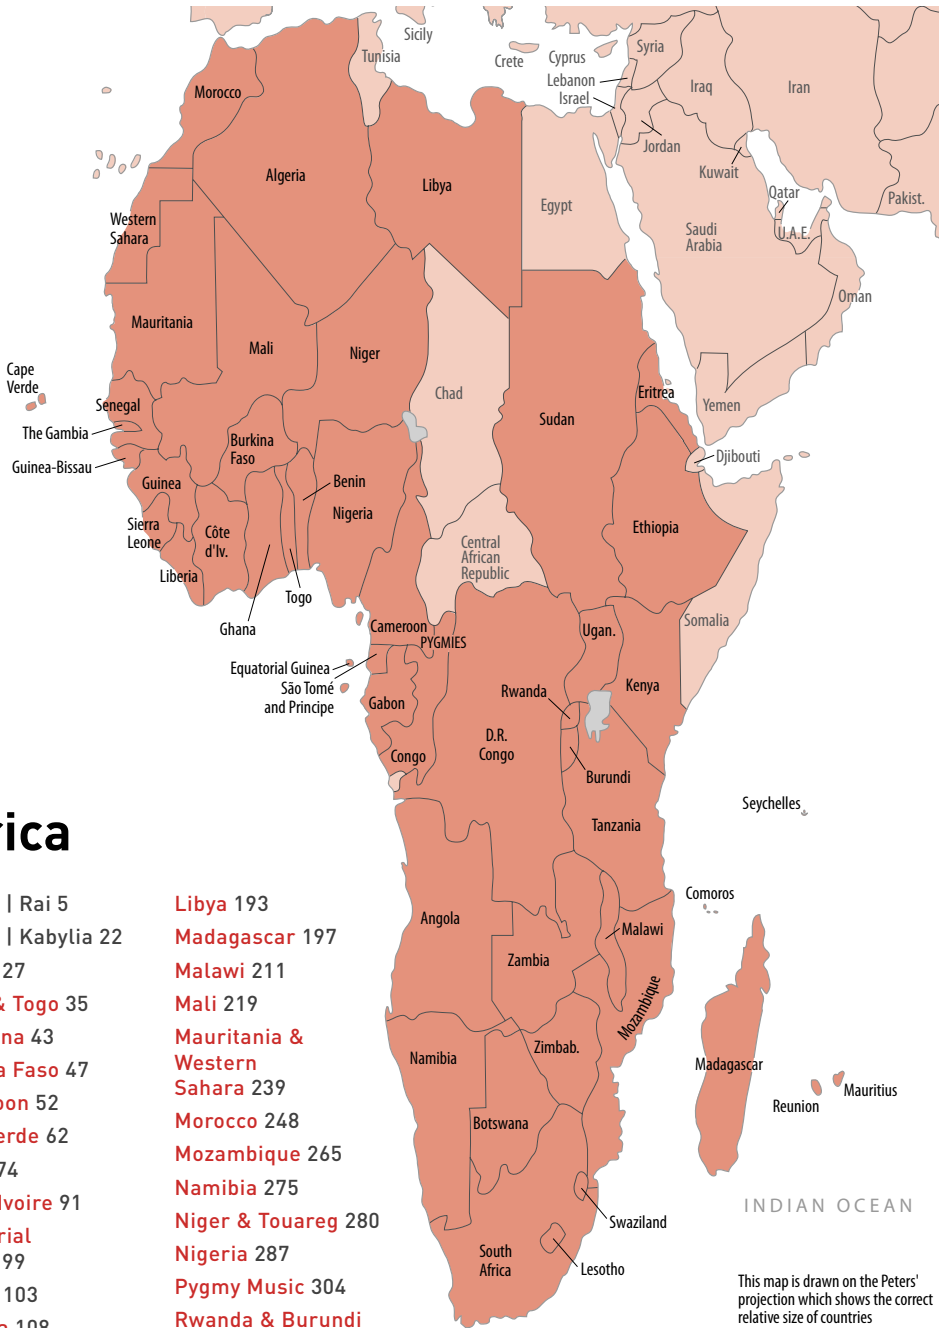 Sicily
Tunisia
Crete
Cyprus
Syria
Lebanon
Israel
Iraq
Iran
Morocco
Jordan
Kuwait
Algeria
Libya
Egypt
Qatar
Pakist.
Western
Sahara
Saudi
Arabia
U.A.E.
Oman
Mauritania
Mali
Niger
Chad
Sudan
Eritrea
Yemen
Cape
Verde
Senegal
The Gambia
Guinea-Bissau
Burkina
Faso
Djibouti
Guinea
Benin
Nigeria
Sierra
Leone
Côte
d'Iv.
Ethiopia
Central
African
Republic
Liberia
Togo
Ghana
Somalia
Cameroon
PYGMIES
Ugan.
Equatorial Guinea
São Tomé
and Principe
Gabon
Rwanda
Kenya
D.R.
Congo
Congo
Burundi
Tanzania
Seychelles
Comoros
Angola
Malawi
Zambia
Mozambique
Namibia
Zimbab.
Madagascar
Mauritius
Reunion
Botswana
Swaziland
South
Africa
Lesotho
INDIAN OCEAN
This map is drawn on the Peters'
projection which shows the correct
relative size of countries
rica
| Rai 5
| Kabylia 22
27
& Togo 35
na 43
a Faso 47
oon 52
erde 62
74
Ivoire 91
rial
99
103
108
Libya 193
Madagascar 197
Malawi 211
Mali 219
Mauritania &
Western
Sahara 239
Morocco 248
Mozambique 265
Namibia 275
Niger & Touareg 280
Nigeria 287
Pygmy Music 304
Rwanda & Burundi